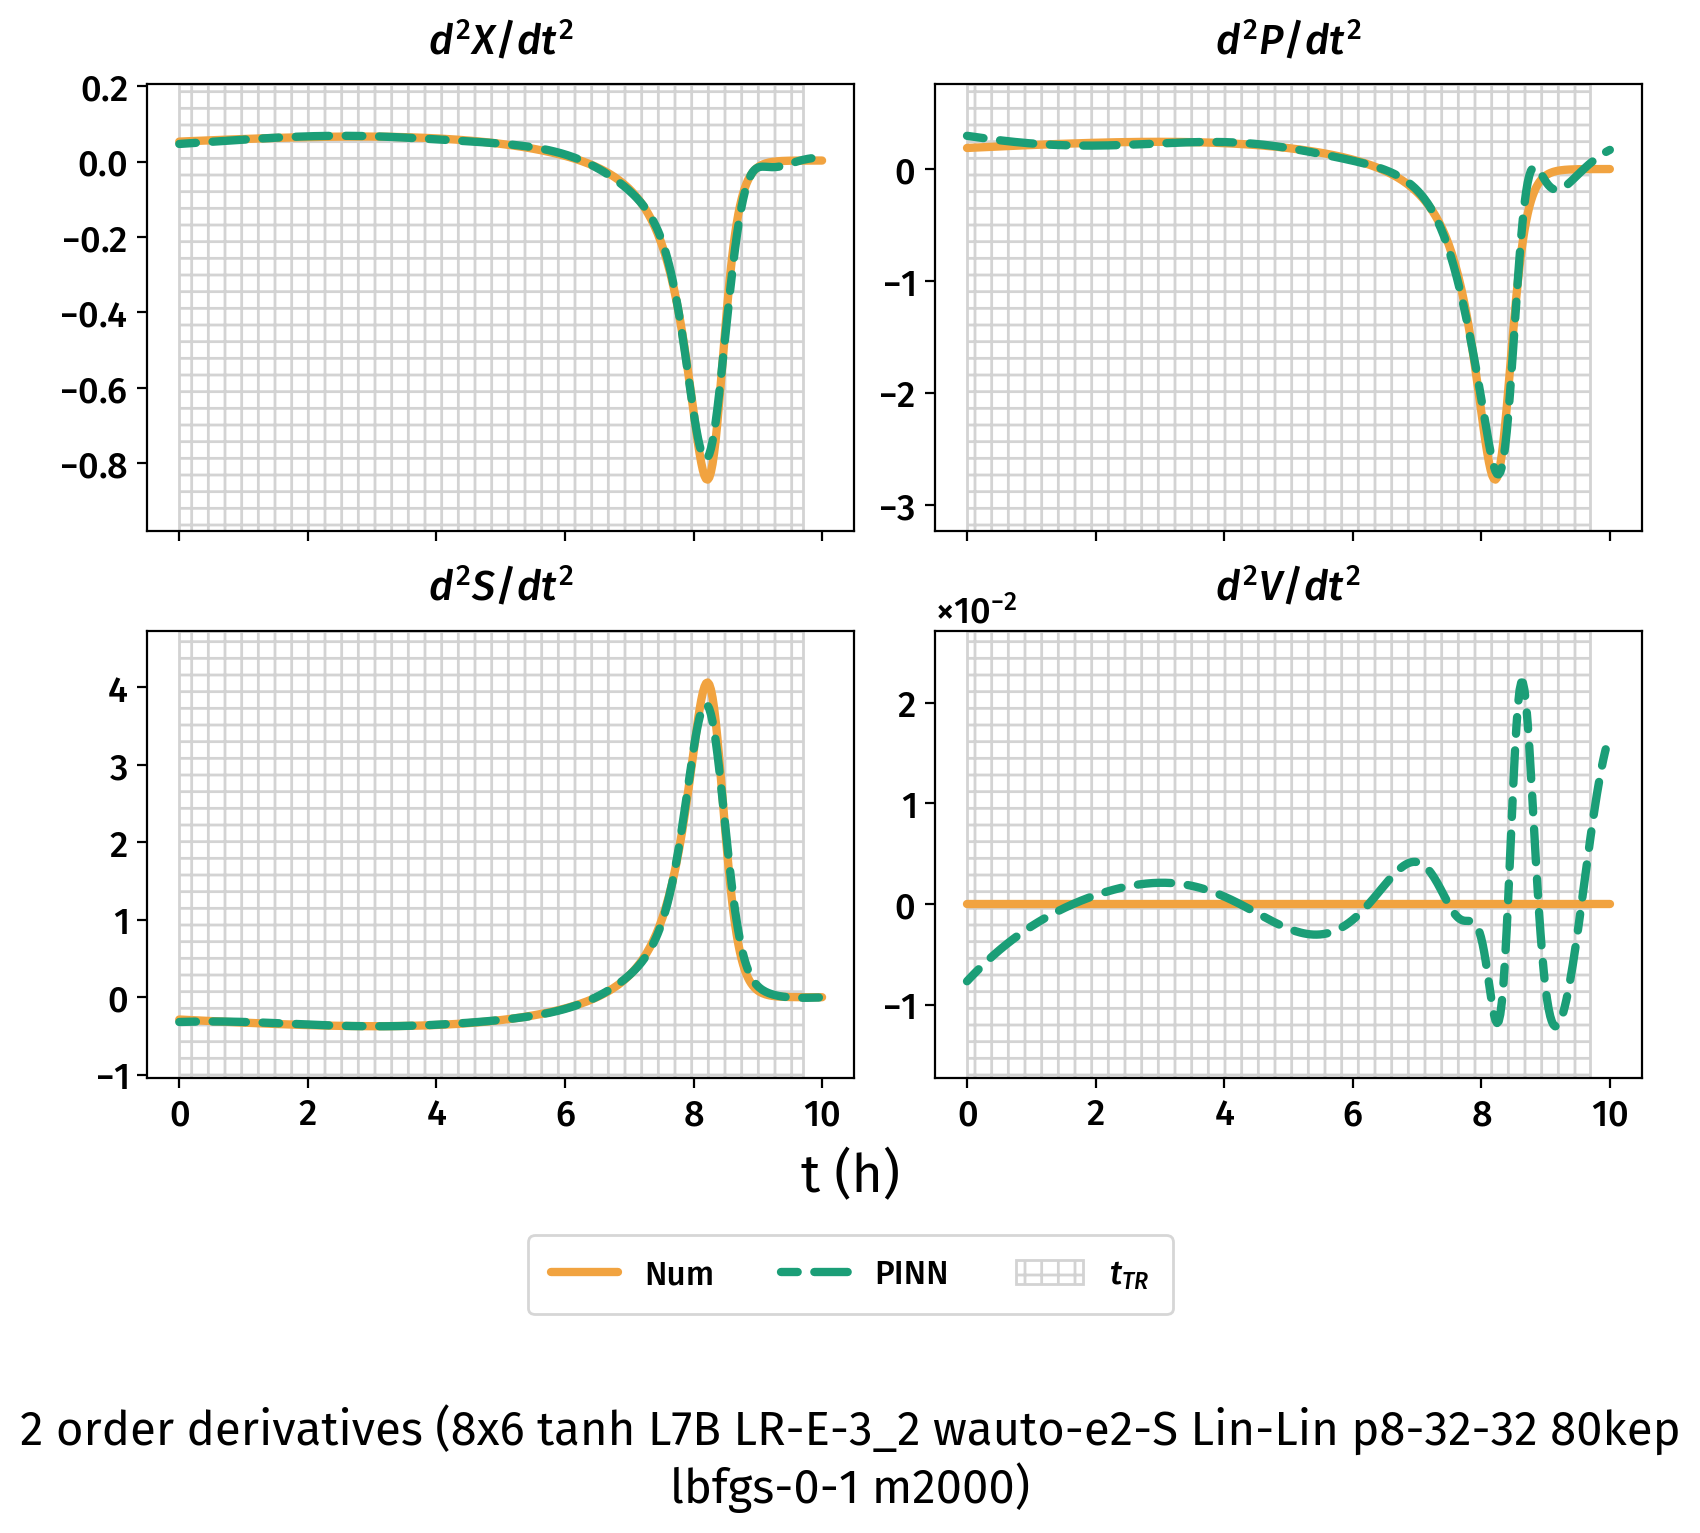 d²X/dt²
d²P/dt²
0.2
0.0
−0.2
−0.4
−0.6
−0.8
0
−1
−2
−3
d²S/dt²
d²V/dt²
×10⁻²
4
3
2
1
0
−1
2
1
0
−1
0 2 4 6 8 10
0 2 4 6 8 10
t (h)
Num PINN t_TR
2 order derivatives (8x6 tanh L7B LR-E-3_2 wauto-e2-S Lin-Lin p8-32-32 80kep
lbfgs-0-1 m2000)